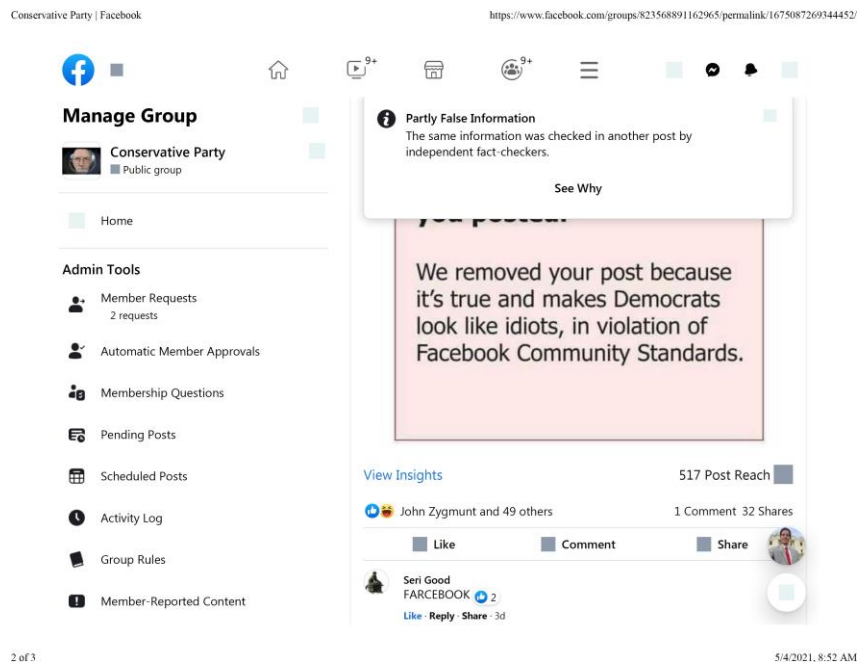 Conservative Party | Facebook
https://www.facebook.com/groups/823568891162965/permalink/1675087269344452/
9+
9+
Manage Group
Conservative Party
Public group
Home
Admin Tools
Member Requests
2 requests
Automatic Member Approvals
Membership Questions
Pending Posts
Scheduled Posts
Activity Log
Group Rules
Member-Reported Content
Partly False Information
The same information was checked in another post by
independent fact-checkers.
See Why
you posted.
We removed your post because
it's true and makes Democrats
look like idiots, in violation of
Facebook Community Standards.
View Insights
517 Post Reach
John Zygmunt and 49 others
1 Comment 32 Shares
Like
Comment
Share
Seri Good
FARCEBOOK 2
Like · Reply · Share · 3d
2 of 3
5/4/2021, 8:52 AM